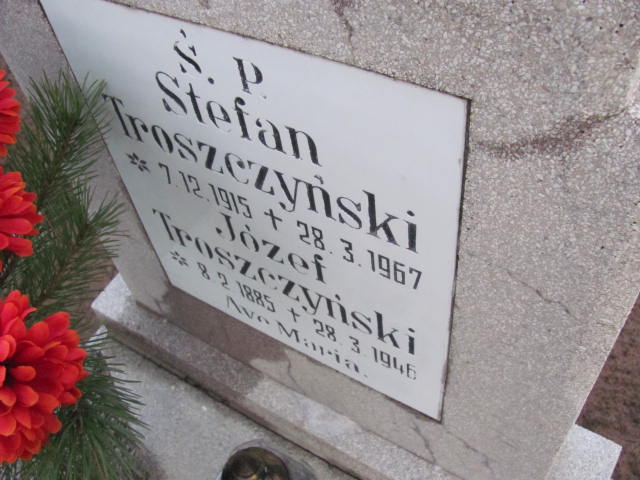 Ś. P.
Stefan
Troszczyński
* 7.12.1915 + 28.3.1967
Józef
Troszczyński
* 8.2.1885 + 28.3.1946
Ave Maria.